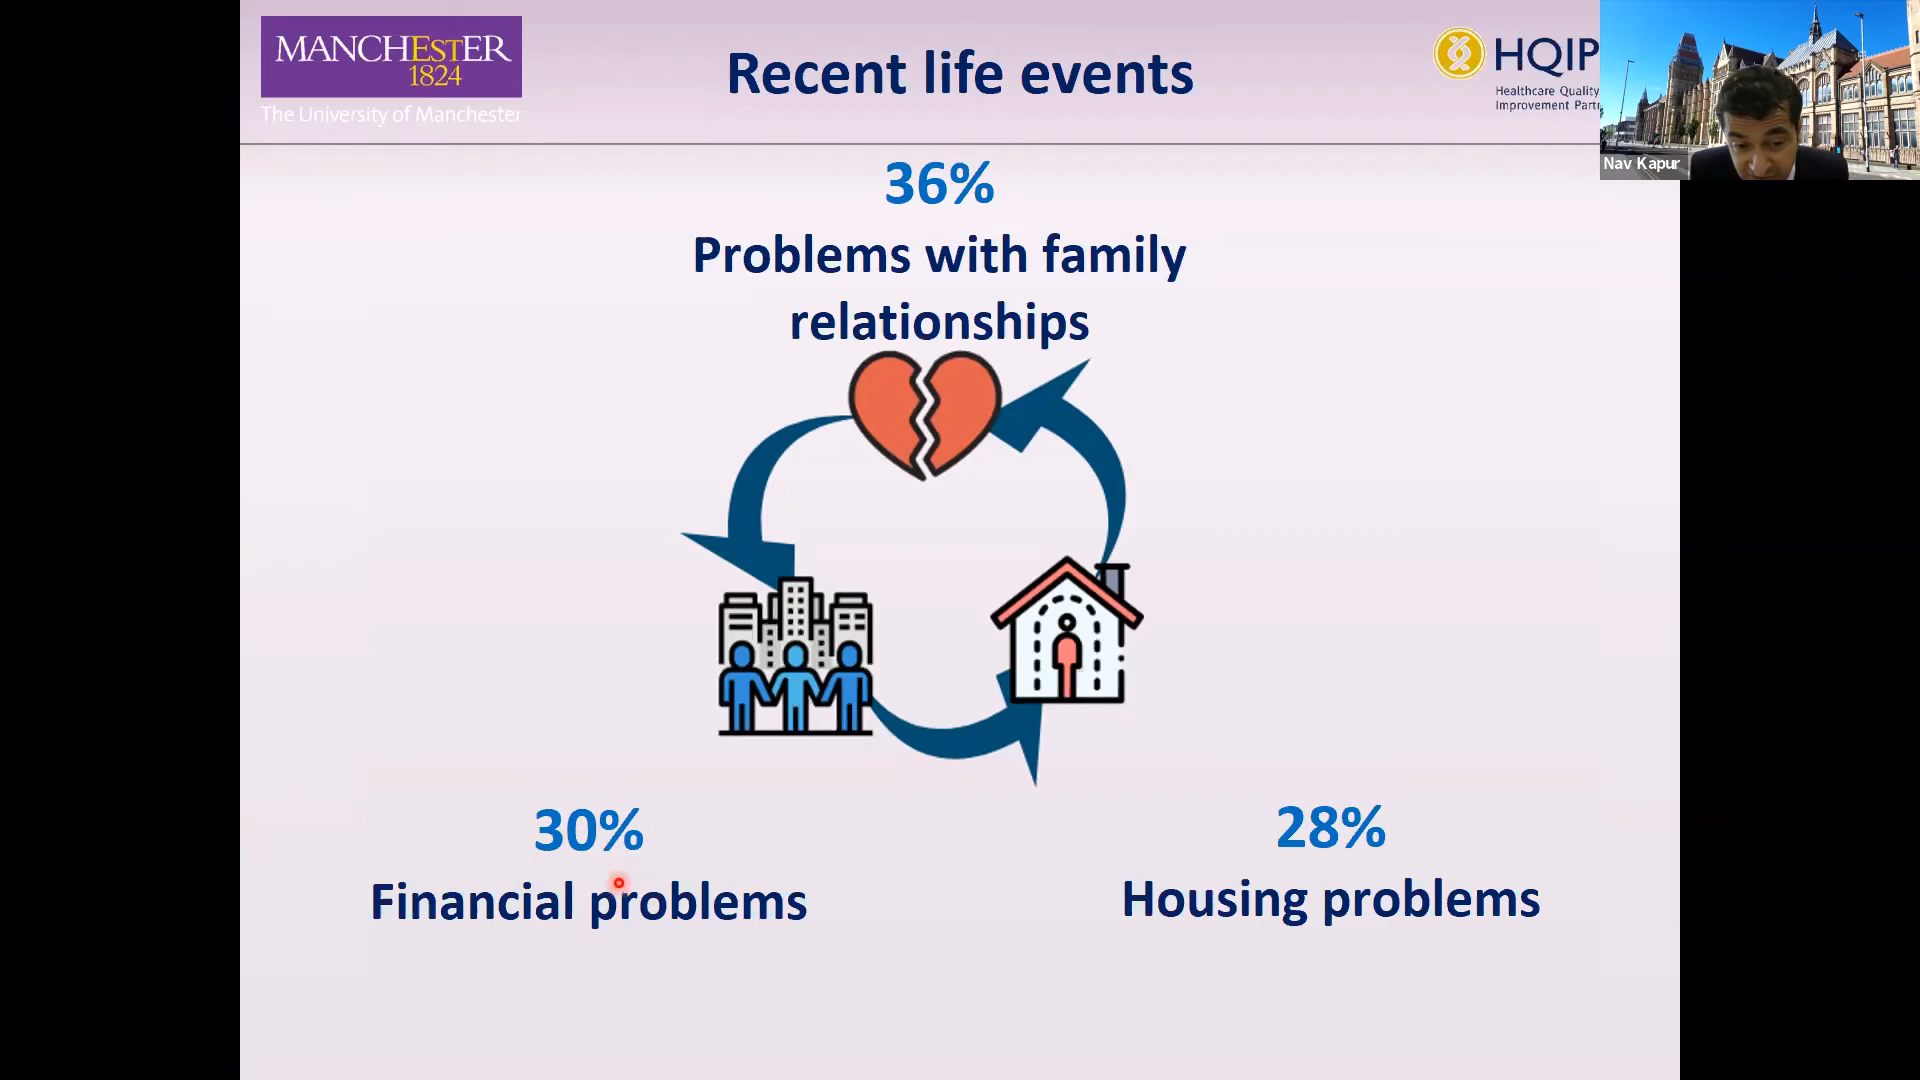 MANCHESTER
1824
The University of Manchester
Recent life events
HQIP
Healthcare Quality
Improvement
Nav Kapur
36%
Problems with family
relationships
30%
Financial problems
28%
Housing problems